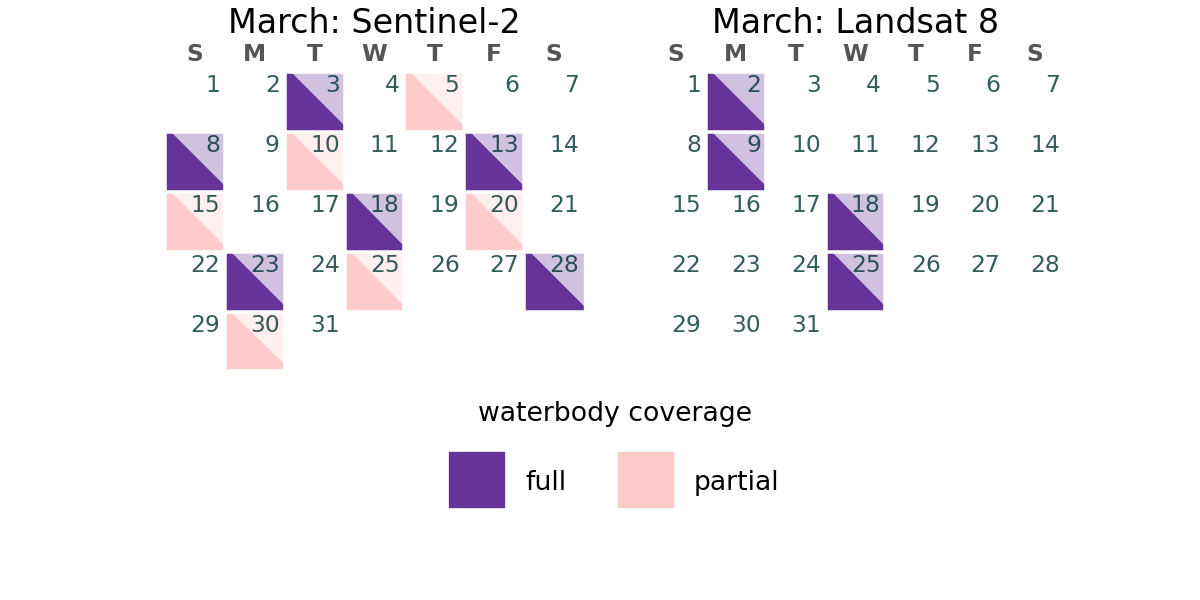 March: Sentinel-2
S M T W T F S
1 2 3 4 5 6 7
8 9 10 11 12 13 14
15 16 17 18 19 20 21
22 23 24 25 26 27 28
29 30 31
March: Landsat 8
S M T W T F S
1 2 3 4 5 6 7
8 9 10 11 12 13 14
15 16 17 18 19 20 21
22 23 24 25 26 27 28
29 30 31
waterbody coverage
full
partial